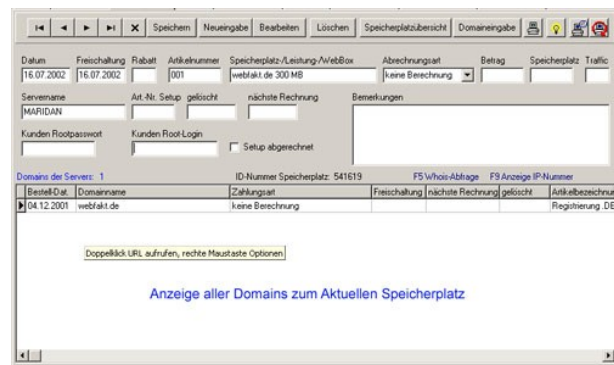 Speichern Neueingabe Bearbeiten Löschen Speicherplatzübersicht Domaineingabe
Datum Freischaltung Rabatt Artikelnummer Speicherplatz-/Leistung-/WebBox Abrechnungsart Betrag Speicherplatz Traffic
16.07.2002 16.07.2002 001 webfakt.de 300 MB keine Berechnung
Servername Art.-Nr. Setup gelöscht nächste Rechnung Bemerkungen
MARIDAN
Kunden Rootpasswort Kunden Root-Login
Setup abgerechnet
Domains des Servers: 1 ID-Nummer Speicherplatz: 541619 F5 Whois-Abfrage F9 Anzeige IP-Nummer
Bestell-Dat. Domainname Zahlungsart Freischaltung nächste Rechnung gelöscht Artikelbezeichnun
04.12.2001 webfakt.de keine Berechnung Registrierung .DE
Doppelklick URL aufrufen, rechte Maustaste Optionen
Anzeige aller Domains zum Aktuellen Speicherplatz